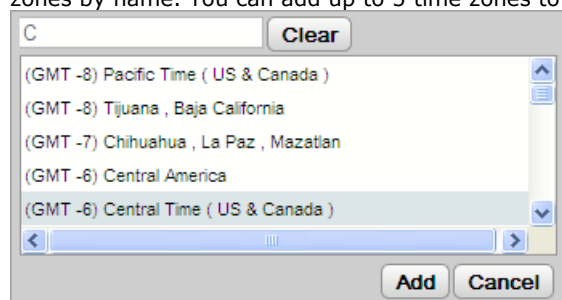 zones by name. You can add up to 5 time zones to
C Clear
(GMT -8) Pacific Time ( US & Canada )
(GMT -8) Tijuana , Baja California
(GMT -7) Chihuahua , La Paz , Mazatlan
(GMT -6) Central America
(GMT -6) Central Time ( US & Canada )
Add Cancel